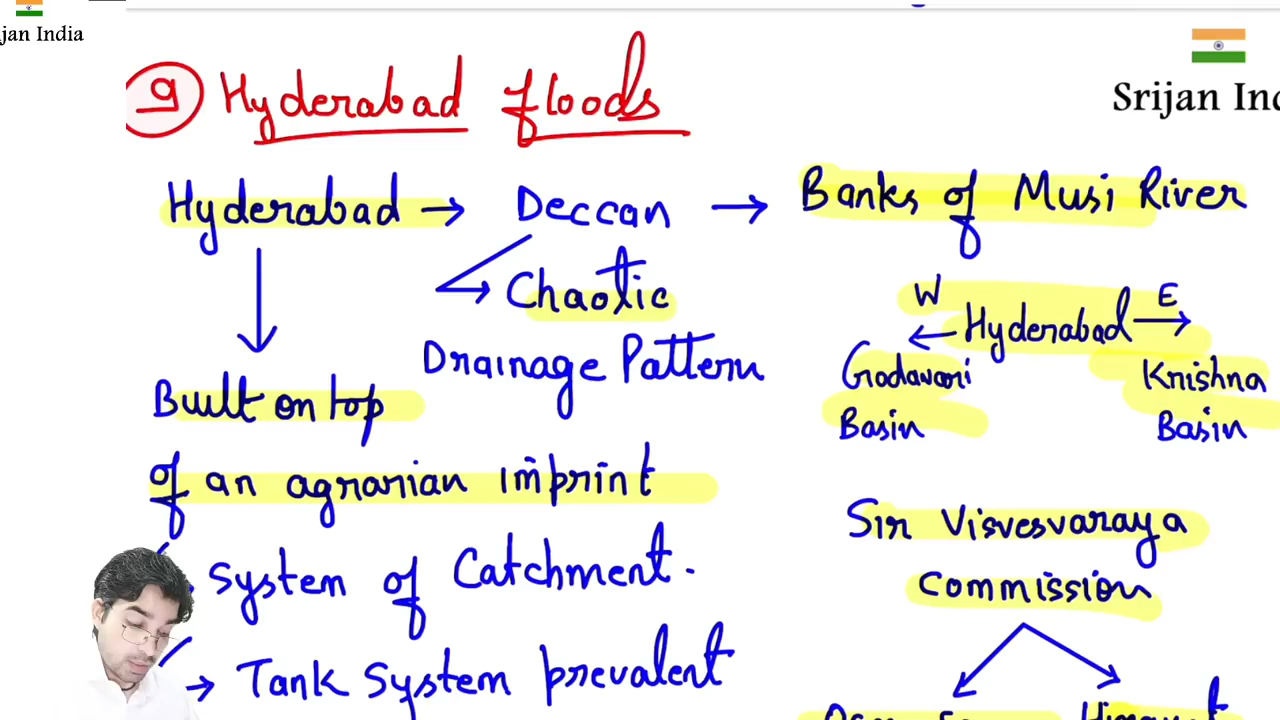 jan India
Srijan Ind
9 Hyderabad floods
Hyderabad → Deccan → Banks of Musi River
Chaotic
Drainage Pattern
W ← Hyderabad → E
Godavari Basin
Krishna Basin
Built on top
of an agrarian imprint
System of Catchment.
→ Tank System prevalent
Sir Visvesvaraya
Commission